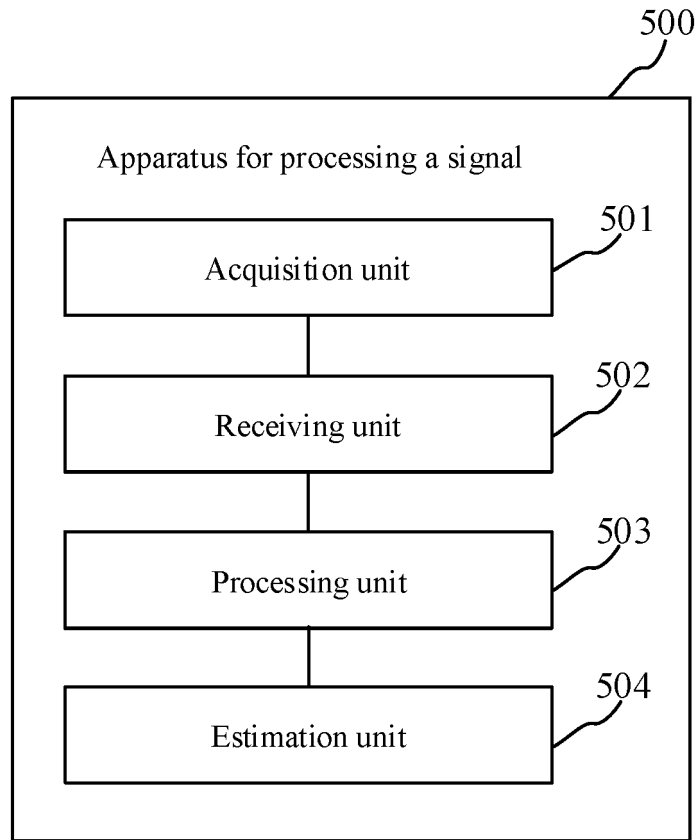 500
Apparatus for processing a signal
501
Acquisition unit
502
Receiving unit
503
Processing unit
504
Estimation unit